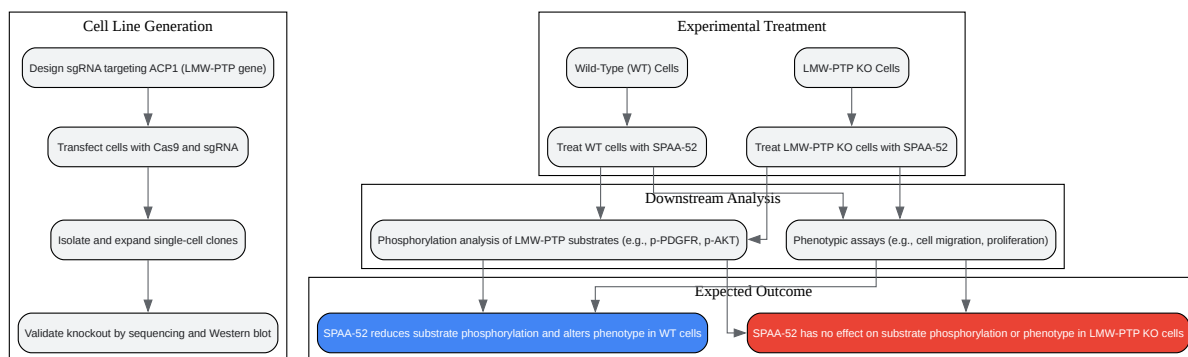 Cell Line Generation
Design sgRNA targeting ACP1 (LMW-PTP gene)
Transfect cells with Cas9 and sgRNA
Isolate and expand single-cell clones
Validate knockout by sequencing and Western blot
Experimental Treatment
Wild-Type (WT) Cells
LMW-PTP KO Cells
Treat WT cells with SPAA-52
Treat LMW-PTP KO cells with SPAA-52
Downstream Analysis
Phosphorylation analysis of LMW-PTP substrates (e.g., p-PDGFR, p-AKT)
Phenotypic assays (e.g., cell migration, proliferation)
Expected Outcome
SPAA-52 reduces substrate phosphorylation and alters phenotype in WT cells
SPAA-52 has no effect on substrate phosphorylation or phenotype in LMW-PTP KO cells